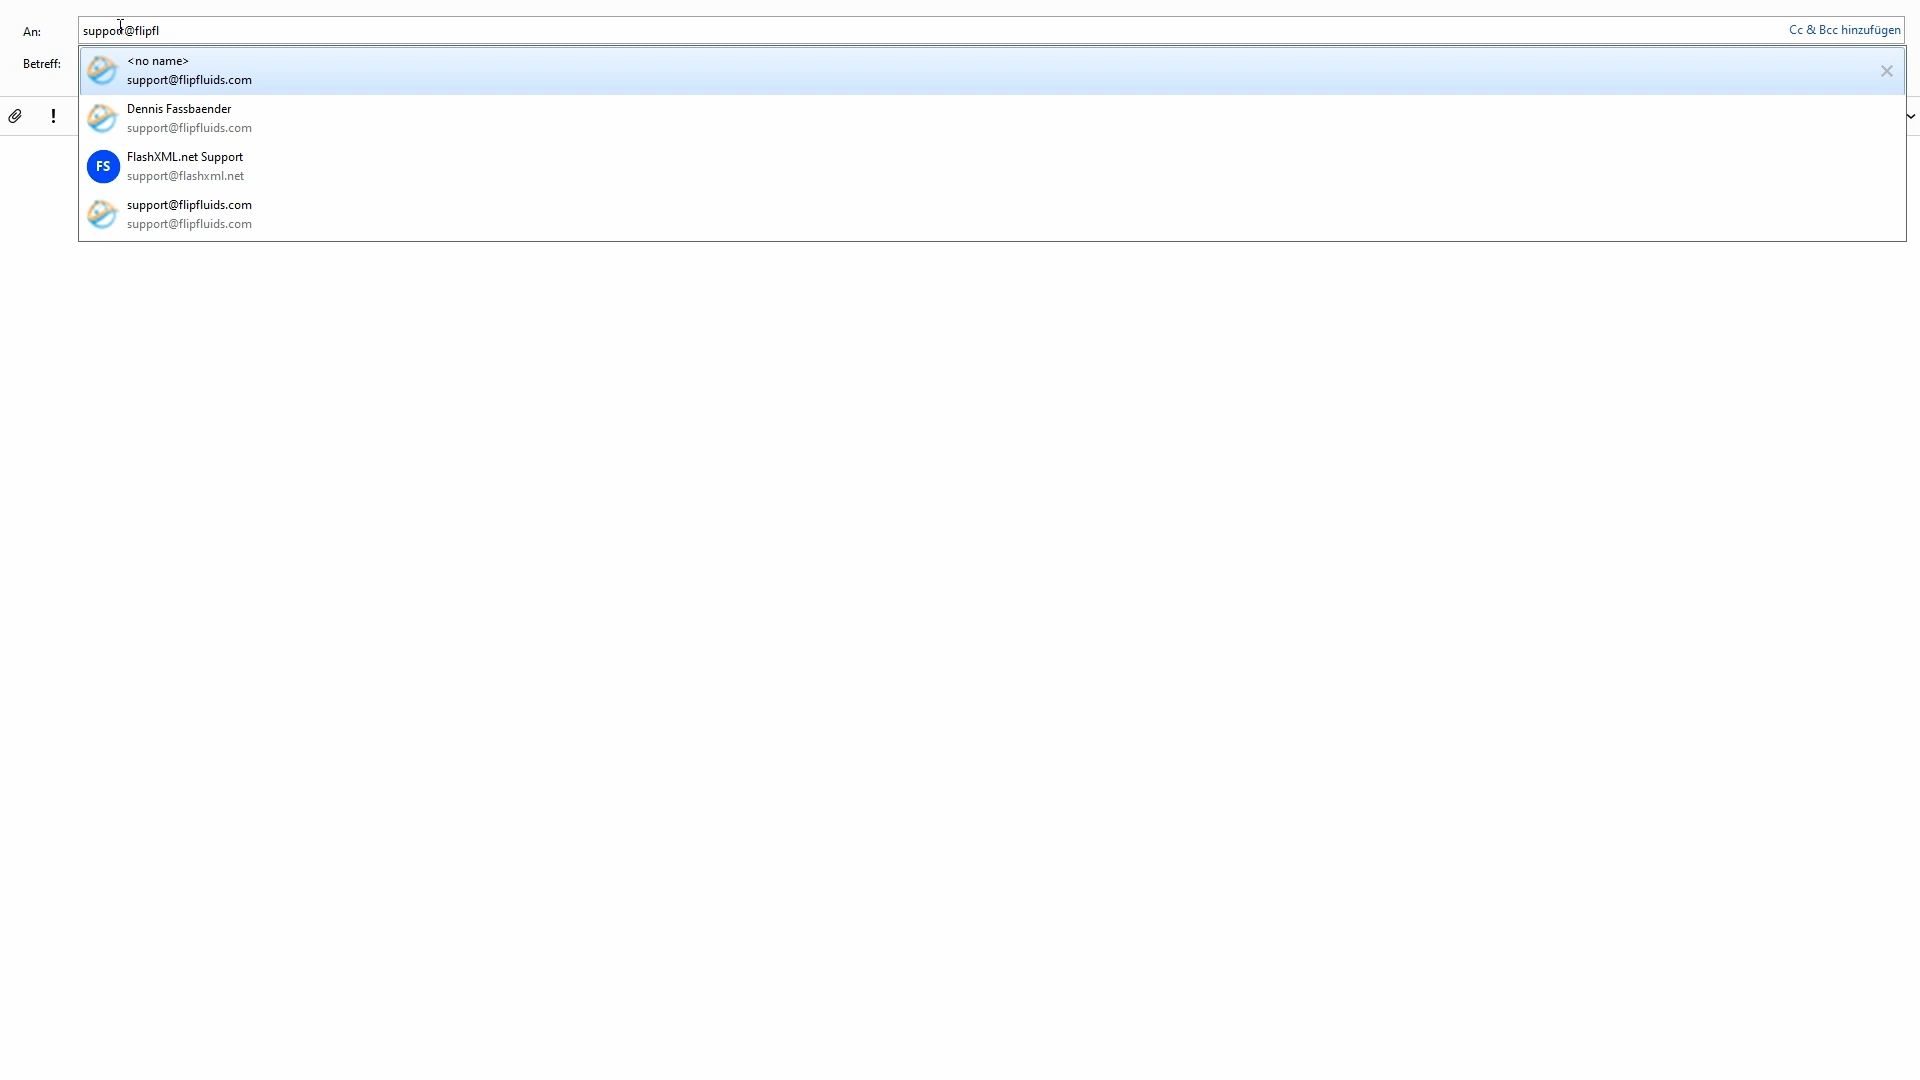 An:
support@flipfl
Cc & Bcc hinzufügen
Betreff:
<no name>
support@flipfluids.com
Dennis Fassbaender
support@flipfluids.com
FS
FlashXML.net Support
support@flashxml.net
support@flipfluids.com
support@flipfluids.com